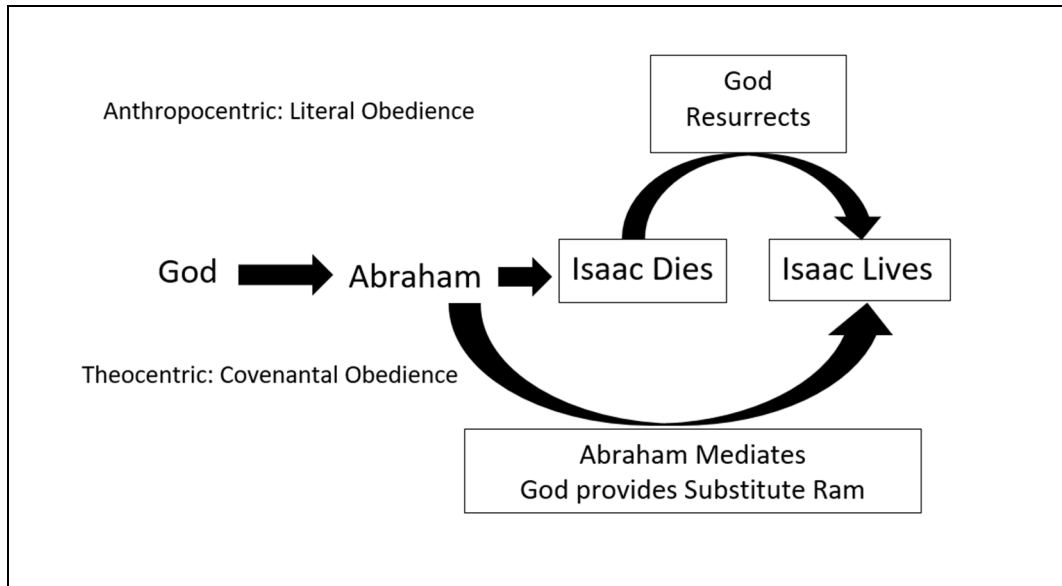 Anthropocentric: Literal Obedience
God
Resurrects
God
Abraham
Isaac Dies
Isaac Lives
Theocentric: Covenantal Obedience
Abraham Mediates
God provides Substitute Ram